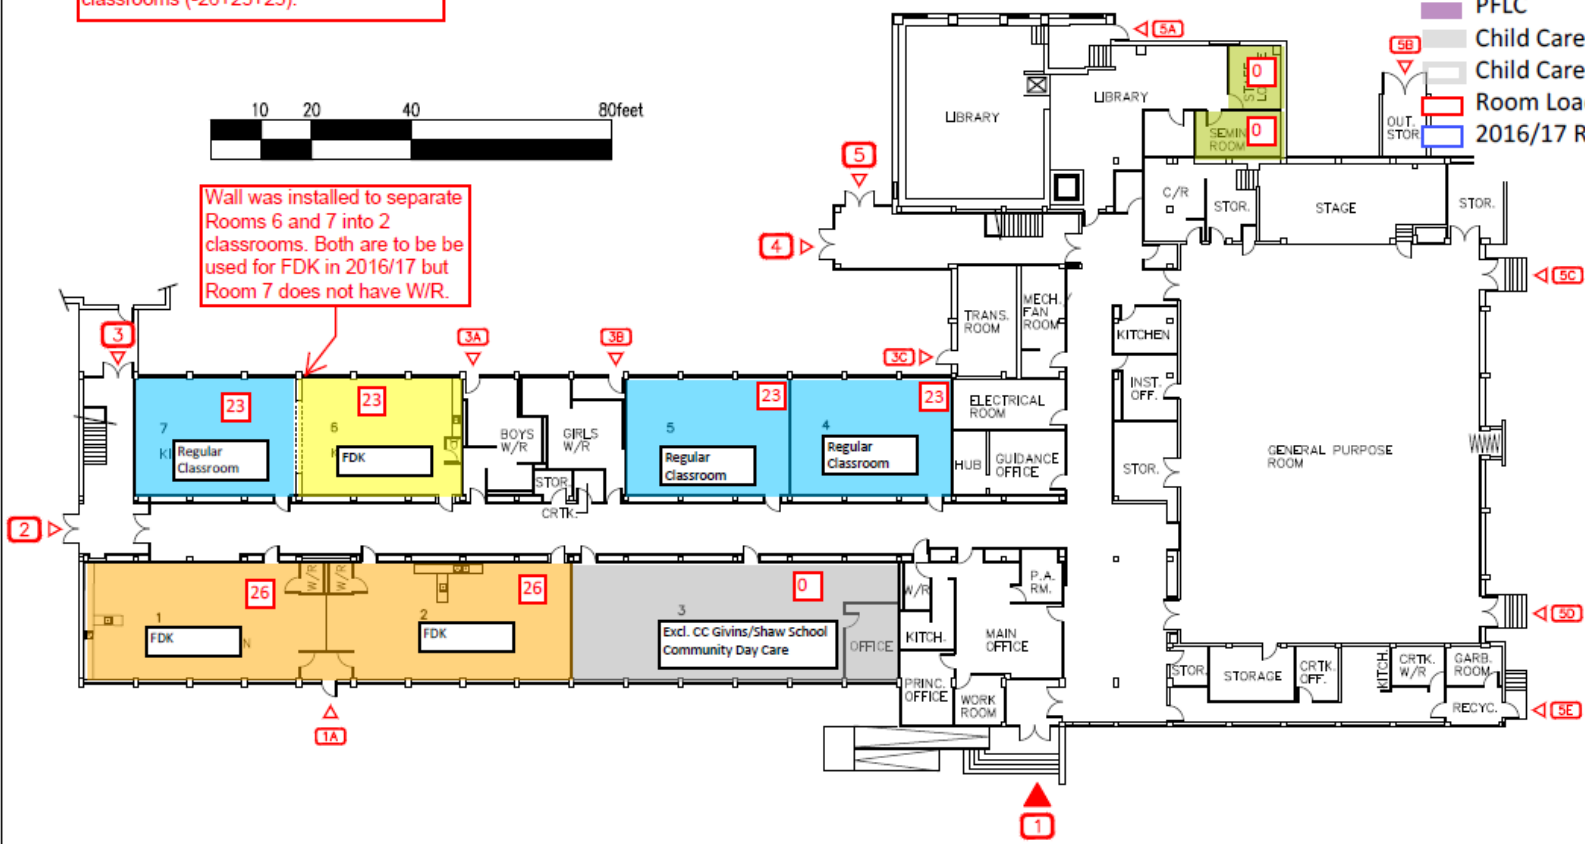 classrooms (-26+23+23).
PFLC
Child Care
Child Care
Room Loa
2016/17 R
10 20 40 80feet
5A
5B
LIBRARY
LIBRARY
0
SEMIN
ROOM
0
OUT.
STOR
5
4
C/R
STOR.
STAGE
STOR.
Wall was installed to separate
Rooms 6 and 7 into 2
classrooms. Both are to be be
used for FDK in 2016/17 but
Room 7 does not have W/R.
TRANS.
ROOM
MECH.
FAN
ROOM
KITCHEN
5C
3
3A
3B
3C
INST.
OFF.
23
23
23
23
7
6
5
4
KI
Regular
Classroom
FDK
BOYS
W/R
GIRLS
W/R
STOR.
CRTK.
Regular
Classroom
Regular
Classroom
ELECTRICAL
ROOM
HUB
GUIDANCE
OFFICE
STOR.
GENERAL PURPOSE
ROOM
2
W/R
W/R
26
26
0
1
2
3
FDK
N
FDK
Excl. CC Givins/Shaw School
Community Day Care
OFFICE
W/R
P.A.
RM.
KITCH.
MAIN
OFFICE
PRINC.
OFFICE
WORK
ROOM
5D
STOR.
STORAGE
CRTK.
OFF.
KITCH.
CRTK.
W/R
GARB.
ROOM
RECYC.
5E
1A
1